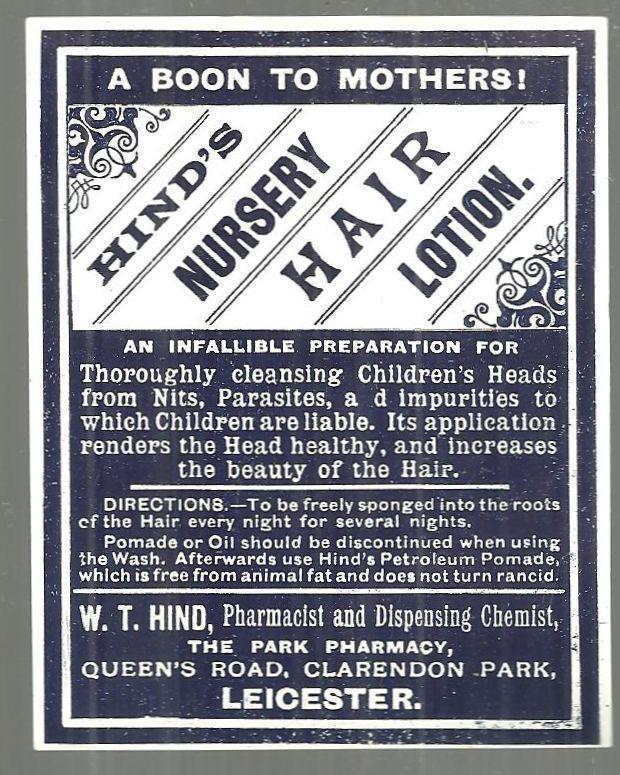 A BOON TO MOTHERS!
HIND'S
NURSERY
HAIR
LOTION.
AN INFALLIBLE PREPARATION FOR
Thoroughly cleansing Children's Heads
from Nits, Parasites, a d impurities to
which Children are liable. Its application
renders the Head healthy, and increases
the beauty of the Hair.
DIRECTIONS.—To be freely sponged into the roots
of the Hair every night for several nights.
Pomade or Oil should be discontinued when using
the Wash. Afterwards use Hind's Petroleum Pomade,
which is free from animal fat and does not turn rancid.
W. T. HIND, Pharmacist and Dispensing Chemist,
THE PARK PHARMACY,
QUEEN'S ROAD, CLARENDON PARK,
LEICESTER.